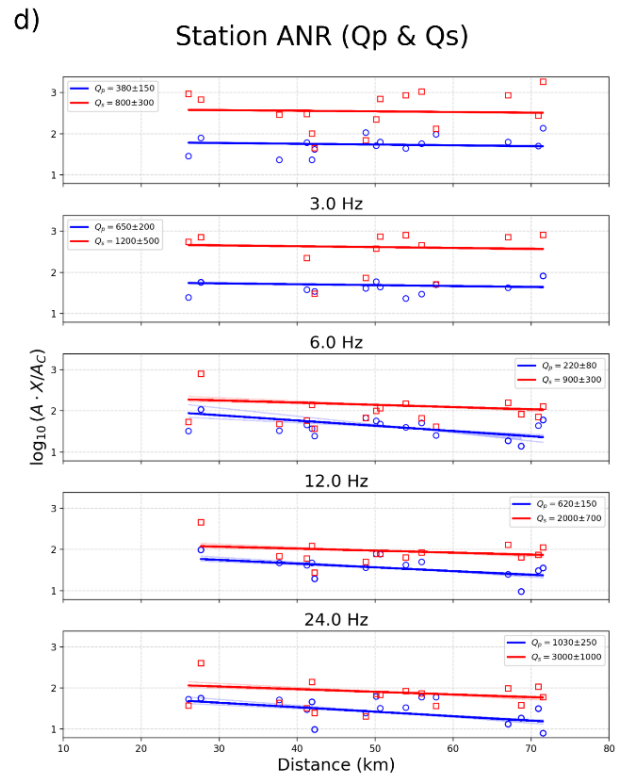 d)
Station ANR (Qp & Qs)
Qp = 380±150
Qs = 800±300
3
2
1
3.0 Hz
Qp = 650±200
Qs = 1200±500
3
2
1
6.0 Hz
Qp = 220±80
Qs = 900±300
3
2
1
log10 (A · X/AC)
12.0 Hz
Qp = 620±150
Qs = 2000±700
3
2
1
24.0 Hz
Qp = 1030±250
Qs = 3000±1000
3
2
1
10 20 30 40 50 60 70 80
Distance (km)